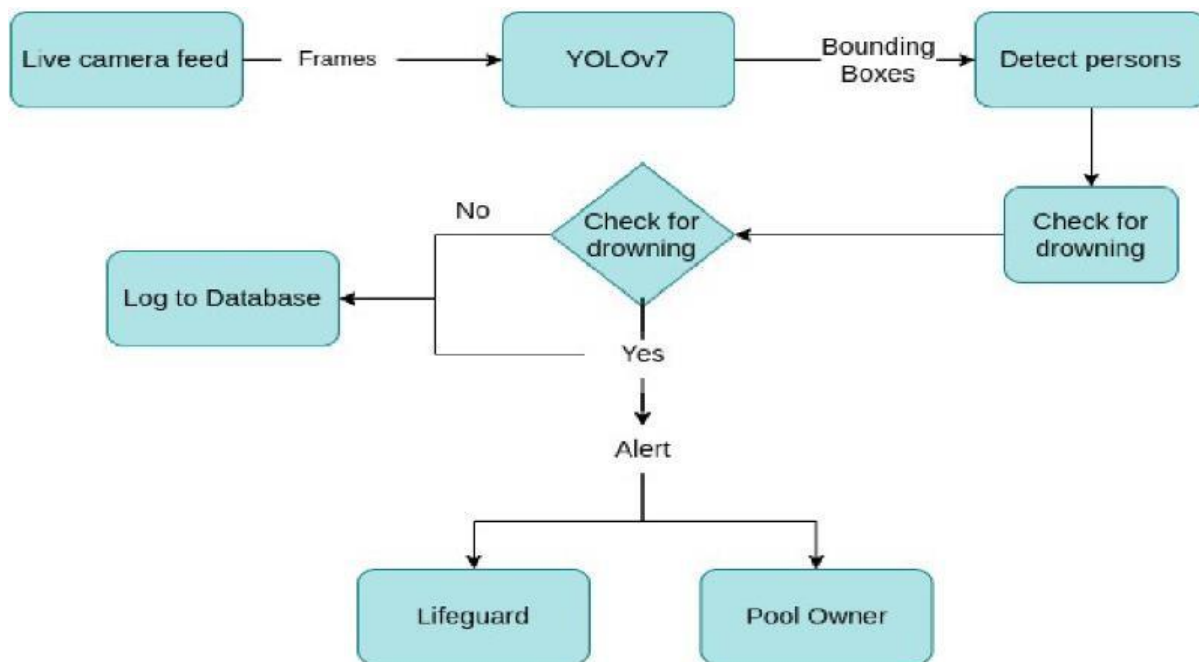 Live camera feed
Frames
YOLOv7
Bounding
Boxes
Detect persons
No
Check for
drowning
Check for
drowning
Log to Database
Yes
Alert
Lifeguard
Pool Owner